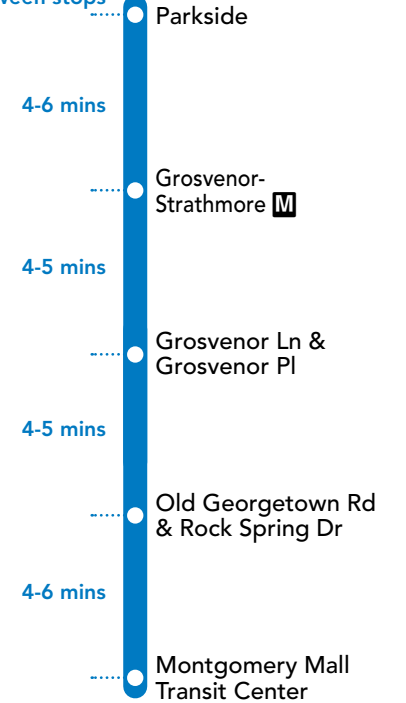 stops
Parkside
4-6 mins
Grosvenor-
Strathmore M
4-5 mins
Grosvenor Ln &
Grosvenor Pl
4-5 mins
Old Georgetown Rd
& Rock Spring Dr
4-6 mins
Montgomery Mall
Transit Center